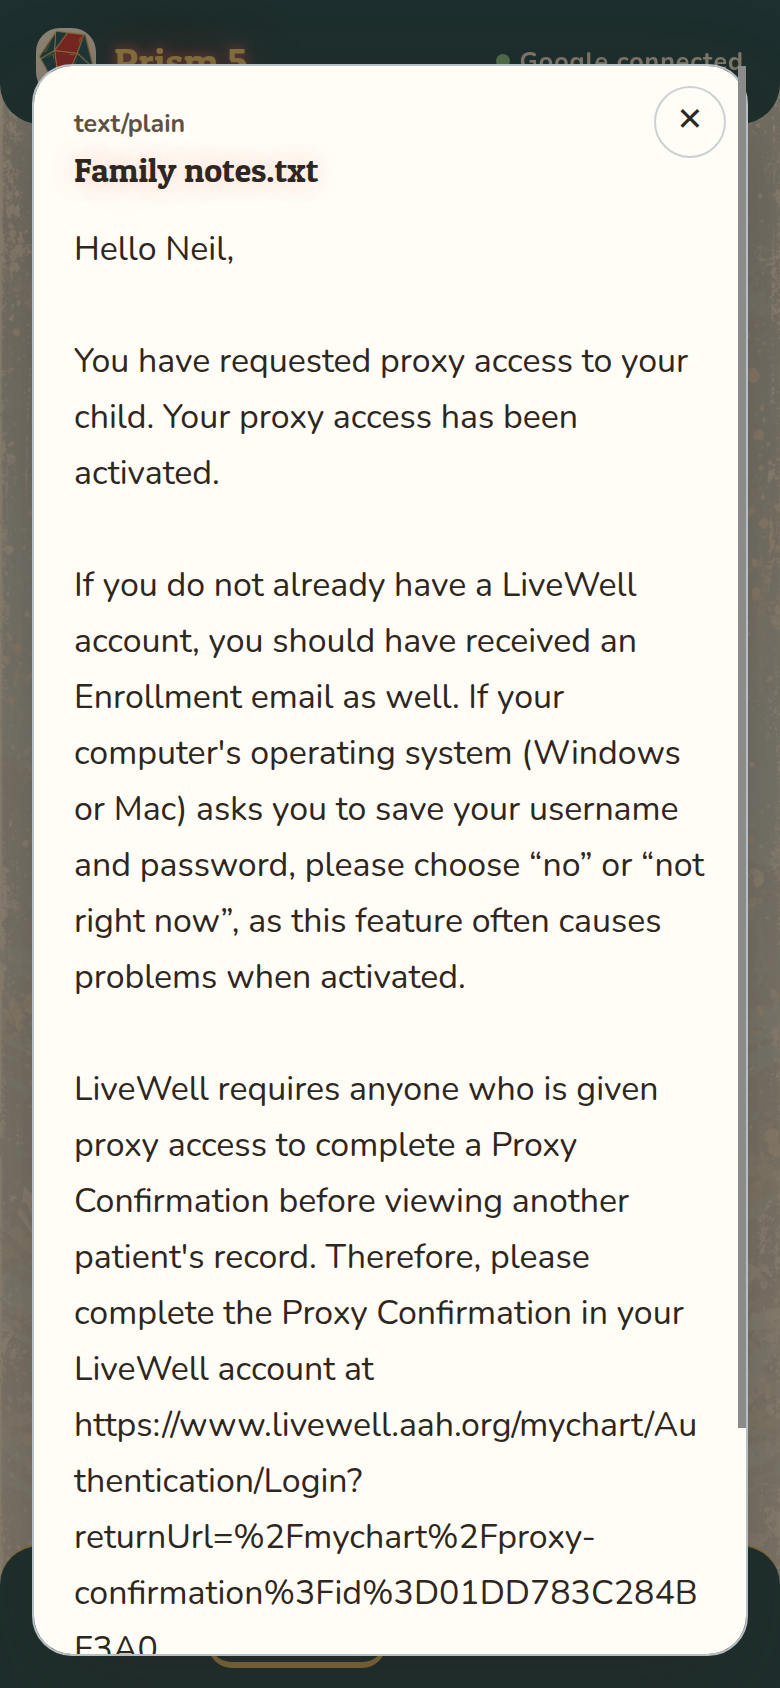 Prism 5
Google connected
text/plain
✕
Family notes.txt
Hello Neil,
You have requested proxy access to your
child. Your proxy access has been
activated.
If you do not already have a LiveWell
account, you should have received an
Enrollment email as well. If your
computer's operating system (Windows
or Mac) asks you to save your username
and password, please choose “no” or “not
right now”, as this feature often causes
problems when activated.
LiveWell requires anyone who is given
proxy access to complete a Proxy
Confirmation before viewing another
patient's record. Therefore, please
complete the Proxy Confirmation in your
LiveWell account at
https://www.livewell.aah.org/mychart/Au
thentication/Login?
returnUrl=%2Fmychart%2Fproxy-
confirmation%3Fid%3D01DD783C284B
F3A0